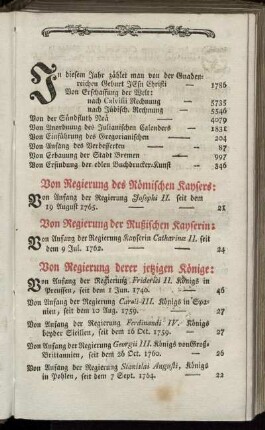 In diesem Jahr zählet man von der Gnaden-
reichen Geburt JEsu Christi — 1786
Von Erschaffung der Welt:
nach Calvisii Rechnung — 5735
nach Jüdisch. Rechnung — 5546
Von der Sündfluth Noä — 4079
Von Anordnung des Julianischen Calenders — 1831
Von Einführung des Gregorianischen — 204
Von Anfang des Verbesserten — 87
Von Erbauung der Stadt Bremen — 997
Von Erfindung der edlen Buchdrucker-Kunst — 346
Von Regierung des Römischen Kaysers:
Von Anfang der Regierung Josephi II. seit dem
19 August 1765. — 21
Von Regierung der Rußischen Kayserin:
Von Anfang der Regierung Kayserin Catharina II. seit
dem 9 Jul. 1762. — 24
Von Regierung derer jetzigen Könige:
Von Anfang der Regierung Friderici II. Königs in
Preussen, seit dem 1 Jun. 1740. — 46
Von Anfang der Regierung Caroli III. Königs in Spa-
nien, seit dem 10 Aug. 1759. — 27
Von Anfang der Regierung Ferdinandi IV. Königs
beyder Sicilien, seit dem 16 Oct. 1759. — 27
Von Anfang der Regierung Georgii III. Königs von Groß-
Brittannien, seit dem 26 Oct. 1760. — 26
Von Anfang der Regierung Stanislai Augusti, Königs
in Pohlen, seit dem 7 Sept. 1764. — 22